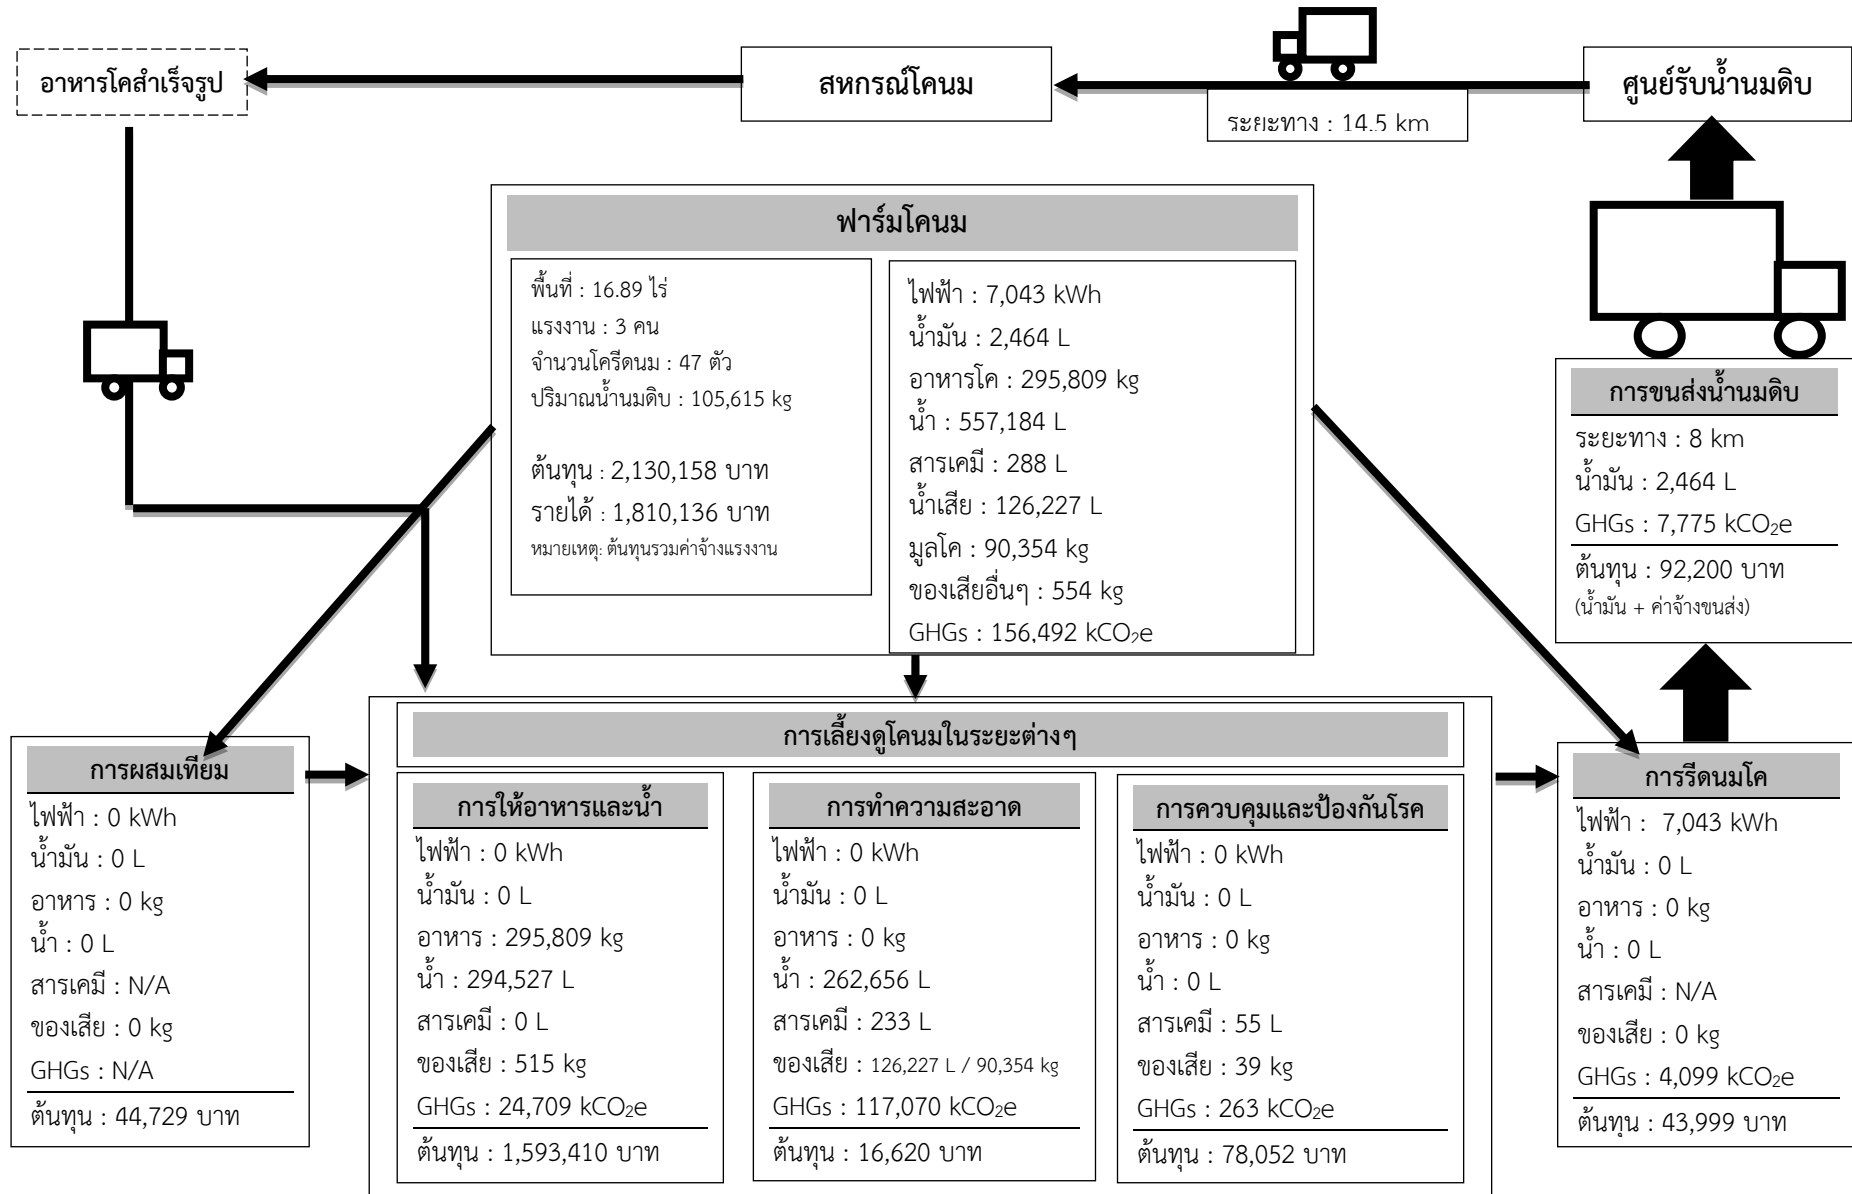 อาหารโคสำเร็จรูป
สหกรณ์โคนม
ศูนย์รับน้ำนมดิบ
ระยะทาง : 14.5 km
ฟาร์มโคนม
พื้นที่ : 16.89 ไร่
แรงงาน : 3 คน
จำนวนโครีดนม : 47 ตัว
ปริมาณน้ำนมดิบ : 105,615 kg
ต้นทุน : 2,130,158 บาท
รายได้ : 1,810,136 บาท
หมายเหตุ: ต้นทุนรวมค่าจ้างแรงงาน
ไฟฟ้า : 7,043 kWh
น้ำมัน : 2,464 L
อาหารโค : 295,809 kg
น้ำ : 557,184 L
สารเคมี : 288 L
น้ำเสีย : 126,227 L
มูลโค : 90,354 kg
ของเสียอื่นๆ : 554 kg
GHGs : 156,492 kCO₂e
การขนส่งน้ำนมดิบ
ระยะทาง : 8 km
น้ำมัน : 2,464 L
GHGs : 7,775 kCO₂e
ต้นทุน : 92,200 บาท
(น้ำมัน + ค่าจ้างขนส่ง)
การผสมเทียม
ไฟฟ้า : 0 kWh
น้ำมัน : 0 L
อาหาร : 0 kg
น้ำ : 0 L
สารเคมี : N/A
ของเสีย : 0 kg
GHGs : N/A
ต้นทุน : 44,729 บาท
การเลี้ยงดูโคนมในระยะต่างๆ
การให้อาหารและน้ำ
ไฟฟ้า : 0 kWh
น้ำมัน : 0 L
อาหาร : 295,809 kg
น้ำ : 294,527 L
สารเคมี : 0 L
ของเสีย : 515 kg
GHGs : 24,709 kCO₂e
ต้นทุน : 1,593,410 บาท
การทำความสะอาด
ไฟฟ้า : 0 kWh
น้ำมัน : 0 L
อาหาร : 0 kg
น้ำ : 262,656 L
สารเคมี : 233 L
ของเสีย : 126,227 L / 90,354 kg
GHGs : 117,070 kCO₂e
ต้นทุน : 16,620 บาท
การควบคุมและป้องกันโรค
ไฟฟ้า : 0 kWh
น้ำมัน : 0 L
อาหาร : 0 kg
น้ำ : 0 L
สารเคมี : 55 L
ของเสีย : 39 kg
GHGs : 263 kCO₂e
ต้นทุน : 78,052 บาท
การรีดนมโค
ไฟฟ้า : 7,043 kWh
น้ำมัน : 0 L
อาหาร : 0 kg
น้ำ : 0 L
สารเคมี : N/A
ของเสีย : 0 kg
GHGs : 4,099 kCO₂e
ต้นทุน : 43,999 บาท